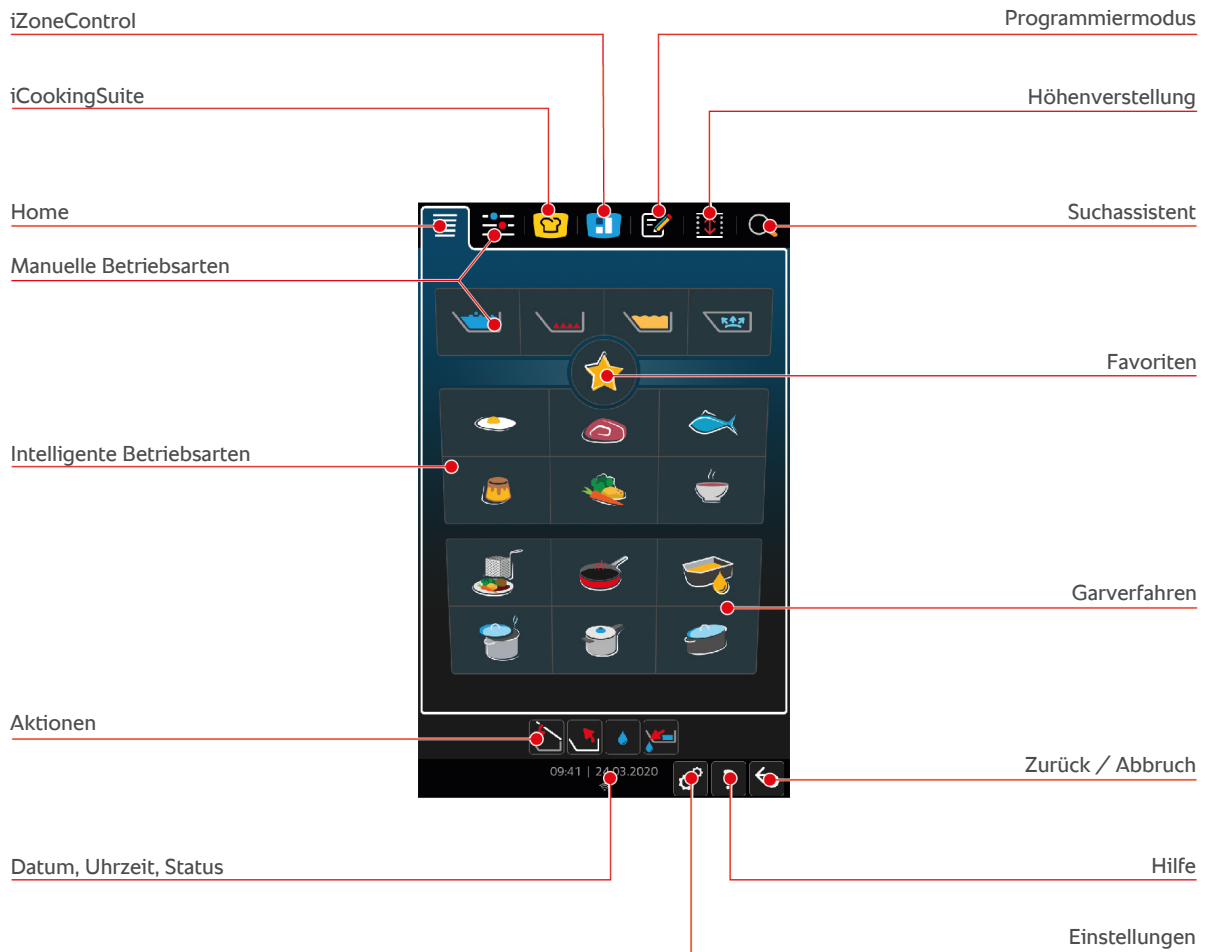 iZoneControl
Programmiermodus
iCookingSuite
Höhenverstellung
Home
Suchassistent
Manuelle Betriebsarten
Favoriten
Intelligente Betriebsarten
Garverfahren
Aktionen
Zurück / Abbruch
09:41 | 24.03.2020
Datum, Uhrzeit, Status
Hilfe
Einstellungen